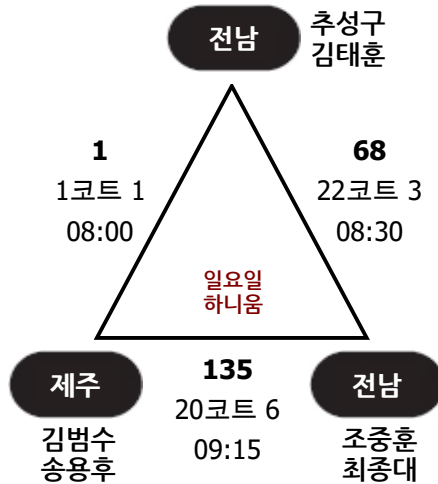 전남
추성구
김태훈
1
1코트 1
08:00
68
22코트 3
08:30
일요일
하니움
제주
김범수
송용후
135
20코트 6
09:15
전남
조중훈
최종대